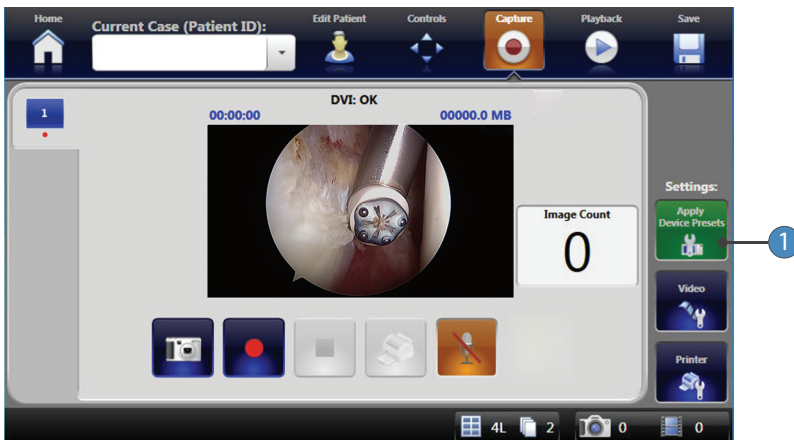 Home
Current Case (Patient ID):
Edit Patient
Controls
Capture
Playback
Save
1
DVI: OK
00:00:00
00000.0 MB
Image Count
0
Settings:
Apply
Device Presets
1
Video
Printer
4L
2
0
0